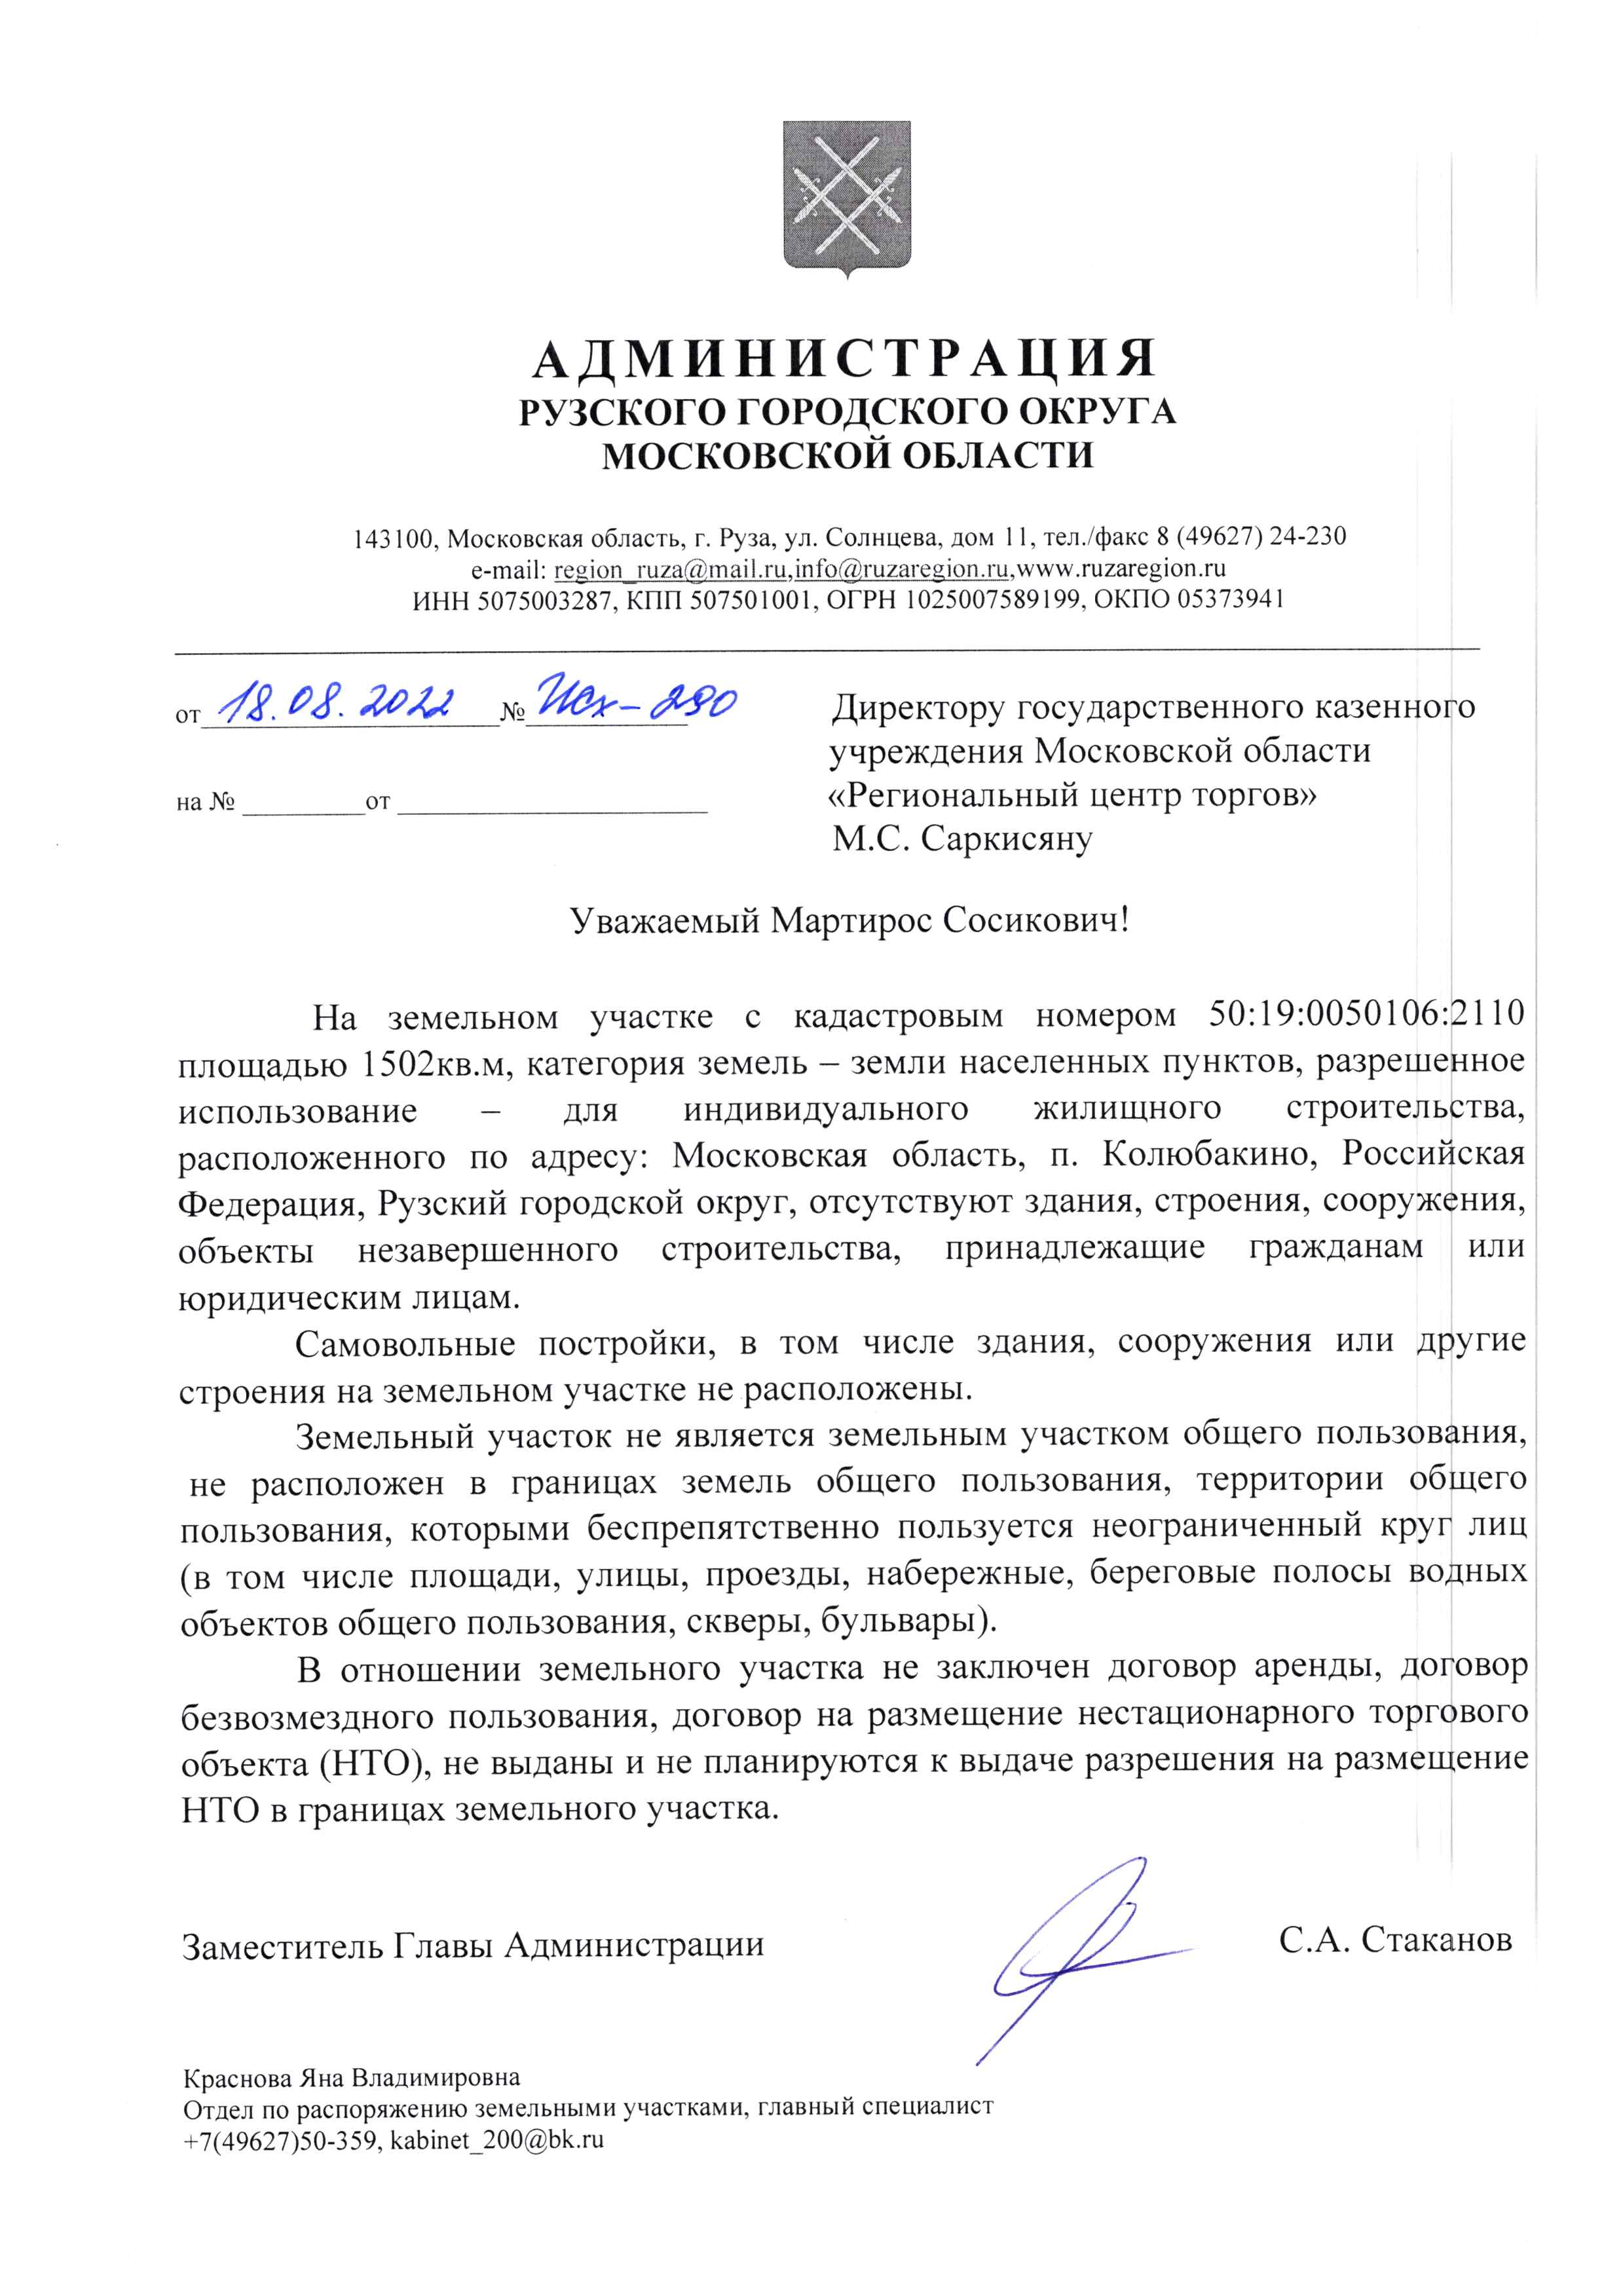 АДМИНИСТРАЦИЯ
РУЗСКОГО ГОРОДСКОГО ОКРУГА
МОСКОВСКОЙ ОБЛАСТИ
143100, Московская область, г. Руза, ул. Солнцева, дом 11, тел./факс 8 (49627) 24-230
e-mail: region_ruza@mail.ru,info@ruzaregion.ru,www.ruzaregion.ru
ИНН 5075003287, КПП 507501001, ОГРН 1025007589199, ОКПО 05373941
от 18.08.2022 № Исх-290
на № __________от ________________________
Директору государственного казенного
учреждения Московской области
«Региональный центр торгов»
М.С. Саркисяну
Уважаемый Мартирос Сосикович!
На земельном участке с кадастровым номером 50:19:0050106:2110
площадью 1502кв.м, категория земель – земли населенных пунктов, разрешенное
использование – для индивидуального жилищного строительства,
расположенного по адресу: Московская область, п. Колюбакино, Российская
Федерация, Рузский городской округ, отсутствуют здания, строения, сооружения,
объекты незавершенного строительства, принадлежащие гражданам или
юридическим лицам.
Самовольные постройки, в том числе здания, сооружения или другие
строения на земельном участке не расположены.
Земельный участок не является земельным участком общего пользования,
не расположен в границах земель общего пользования, территории общего
пользования, которыми беспрепятственно пользуется неограниченный круг лиц
(в том числе площади, улицы, проезды, набережные, береговые полосы водных
объектов общего пользования, скверы, бульвары).
В отношении земельного участка не заключен договор аренды, договор
безвозмездного пользования, договор на размещение нестационарного торгового
объекта (НТО), не выданы и не планируются к выдаче разрешения на размещение
НТО в границах земельного участка.
Заместитель Главы Администрации С.А. Стаканов
Краснова Яна Владимировна
Отдел по распоряжению земельными участками, главный специалист
+7(49627)50-359, kabinet_200@bk.ru